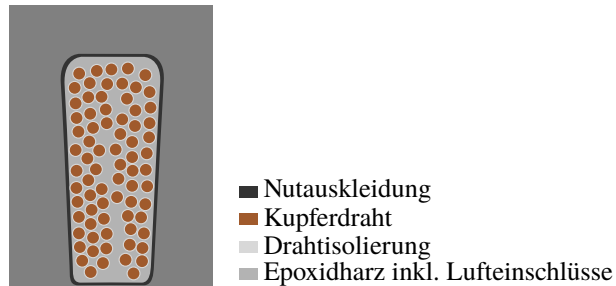 Nutauskleidung
Kupferdraht
Drahtisolierung
Epoxidharz inkl. Lufteinschlüsse